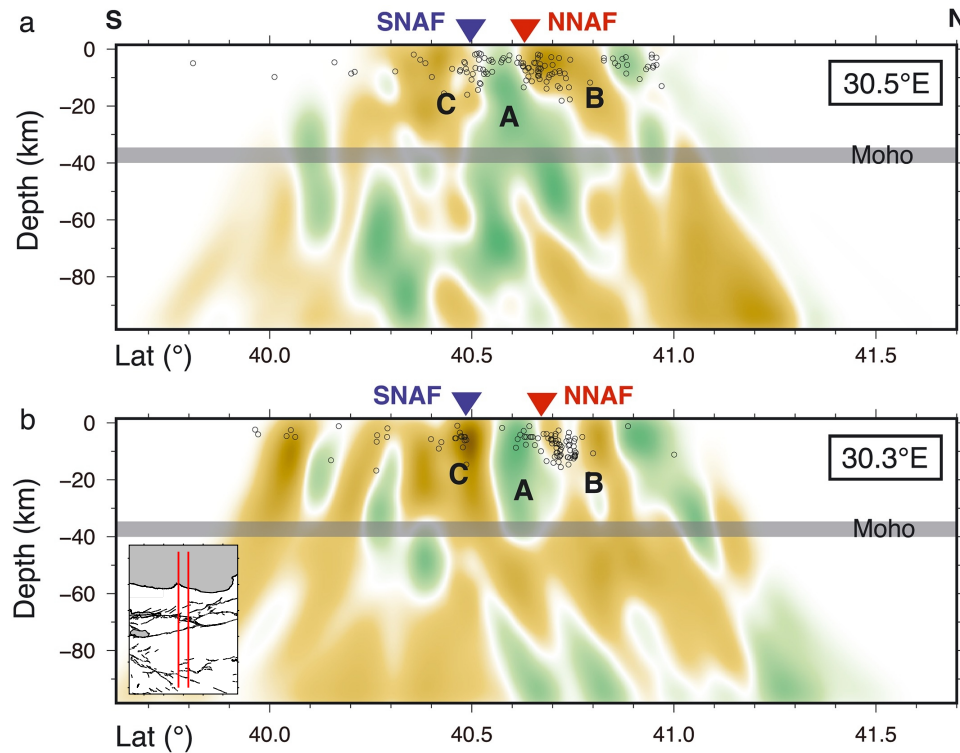 a S SNAF NNAF N
0
30.5°E
C A B
−20
−40 Moho
−60
−80
Depth (km)
Lat (°) 40.0 40.5 41.0 41.5
b SNAF NNAF
0
30.3°E
C A B
−20
−40 Moho
−60
−80
Depth (km)
Lat (°) 40.0 40.5 41.0 41.5